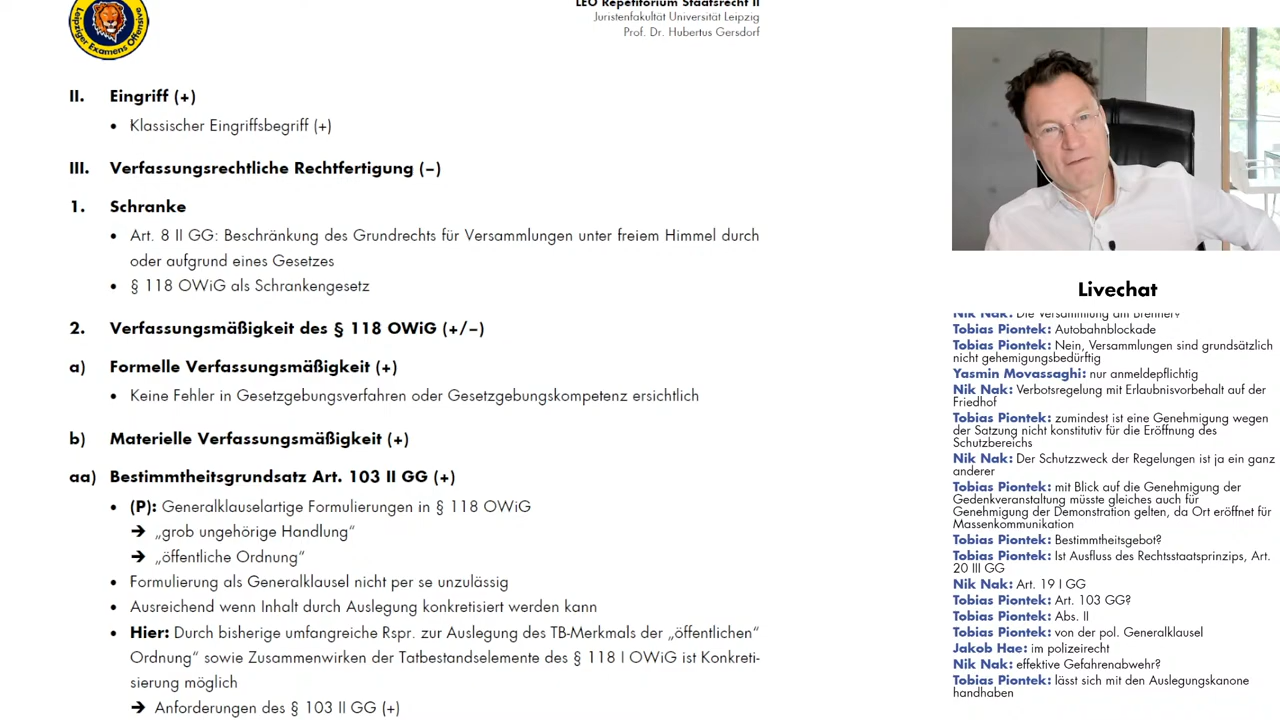 Leipziger Examens Offensive
LEO Repetitorium Staatsrecht II
Juristenfakultät Universität Leipzig
Prof. Dr. Hubertus Gersdorf
II. Eingriff (+)
• Klassischer Eingriffsbegriff (+)
III. Verfassungsrechtliche Rechtfertigung (–)
1. Schranke
• Art. 8 II GG: Beschränkung des Grundrechts für Versammlungen unter freiem Himmel durch
oder aufgrund eines Gesetzes
• § 118 OWiG als Schrankengesetz
2. Verfassungsmäßigkeit des § 118 OWiG (+/–)
a) Formelle Verfassungsmäßigkeit (+)
• Keine Fehler in Gesetzgebungsverfahren oder Gesetzgebungskompetenz ersichtlich
b) Materielle Verfassungsmäßigkeit (+)
aa) Bestimmtheitsgrundsatz Art. 103 II GG (+)
• (P): Generalklauselartige Formulierungen in § 118 OWiG
➔ „grob ungehörige Handlung“
➔ „öffentliche Ordnung“
• Formulierung als Generalklausel nicht per se unzulässig
• Ausreichend wenn Inhalt durch Auslegung konkretisiert werden kann
• Hier: Durch bisherige umfangreiche Rspr. zur Auslegung des TB-Merkmals der „öffentlichen“
Ordnung“ sowie Zusammenwirken der Tatbestandselemente des § 118 I OWiG ist Konkreti-
sierung möglich
➔ Anforderungen des § 103 II GG (+)
Livechat
Nik Nak: Die Versammlung am Brenner?
Tobias Piontek: Autobahnblockade
Tobias Piontek: Nein, Versammlungen sind grundsätzlich
nicht gehemigungsbedürftig
Yasmin Movassaghi: nur anmeldepflichtig
Nik Nak: Verbotsregelung mit Erlaubnisvorbehalt auf der
Friedhof
Tobias Piontek: zumindest ist eine Genehmigung wegen
der Satzung nicht konstitutiv für die Eröffnung des
Schutzbereichs
Nik Nak: Der Schutzzweck der Regelungen ist ja ein ganz
anderer
Tobias Piontek: mit Blick auf die Genehmigung der
Gedenkveranstaltung müsste gleiches auch für
Genehmigung der Demonstration gelten, da Ort eröffnet für
Massenkommunikation
Tobias Piontek: Bestimmtheitsgebot?
Tobias Piontek: Ist Ausfluss des Rechtsstaatsprinzips, Art.
20 III GG
Nik Nak: Art. 19 I GG
Tobias Piontek: Art. 103 GG?
Tobias Piontek: Abs. II
Tobias Piontek: von der pol. Generalklausel
Jakob Hae: im polizeirecht
Nik Nak: effektive Gefahrenabwehr?
Tobias Piontek: lässt sich mit den Auslegungskanone
handhaben